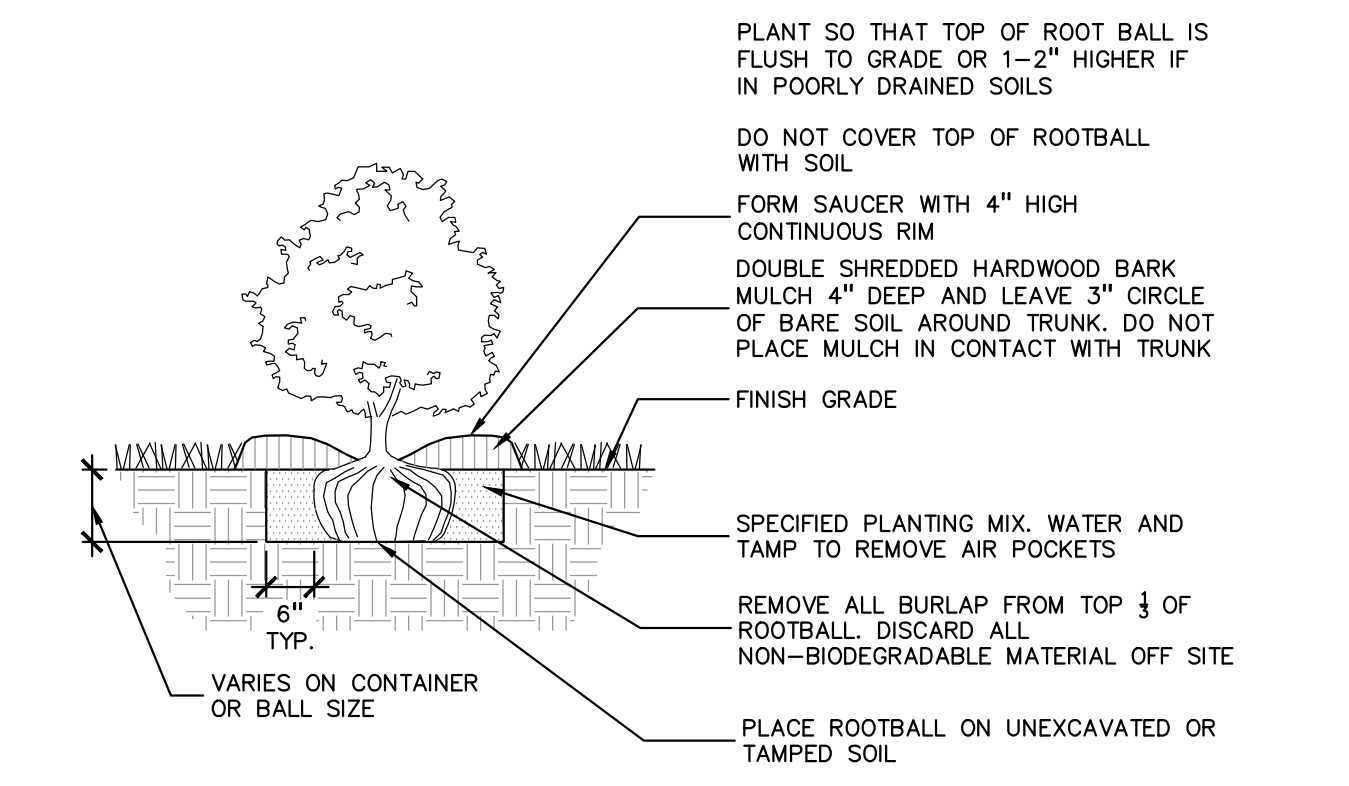 PLANT SO THAT TOP OF ROOT BALL IS
FLUSH TO GRADE OR 1-2" HIGHER IF
IN POORLY DRAINED SOILS
DO NOT COVER TOP OF ROOTBALL
WITH SOIL
FORM SAUCER WITH 4" HIGH
CONTINUOUS RIM
DOUBLE SHREDDED HARDWOOD BARK
MULCH 4" DEEP AND LEAVE 3" CIRCLE
OF BARE SOIL AROUND TRUNK. DO NOT
PLACE MULCH IN CONTACT WITH TRUNK
FINISH GRADE
SPECIFIED PLANTING MIX. WATER AND
TAMP TO REMOVE AIR POCKETS
REMOVE ALL BURLAP FROM TOP 1/3 OF
ROOTBALL. DISCARD ALL
NON-BIODEGRADABLE MATERIAL OFF SITE
PLACE ROOTBALL ON UNEXCAVATED OR
TAMPED SOIL
6"
TYP.
VARIES ON CONTAINER
OR BALL SIZE